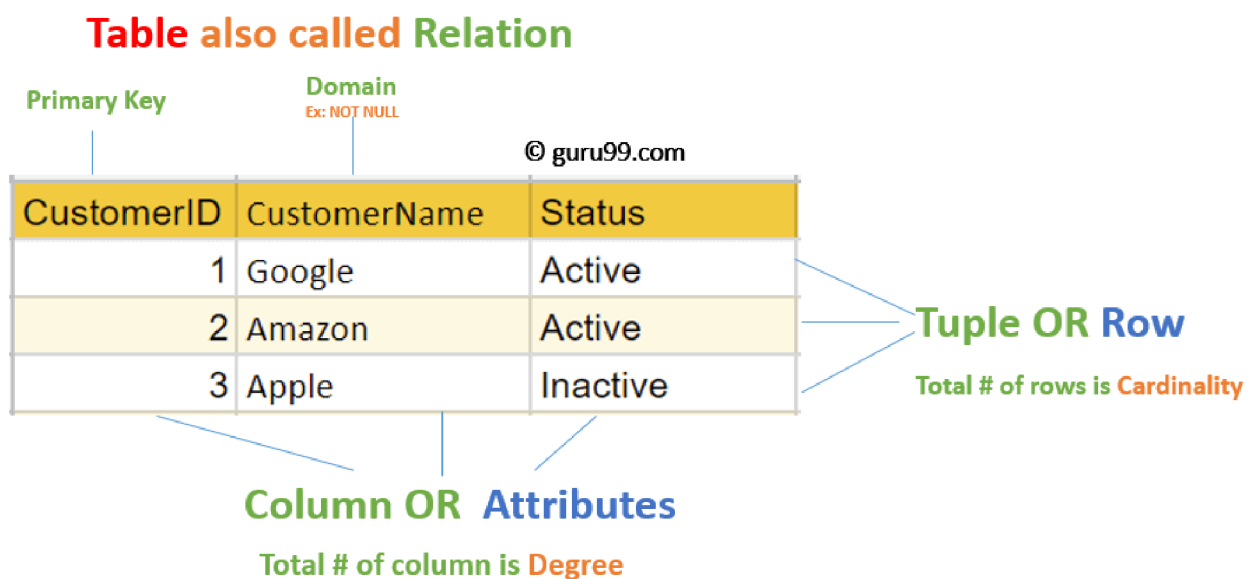 Table also called Relation
Primary Key
Domain
Ex: NOT NULL
© guru99.com
CustomerID CustomerName Status
1 Google Active
2 Amazon Active
3 Apple Inactive
Tuple OR Row
Total # of rows is Cardinality
Column OR Attributes
Total # of column is Degree